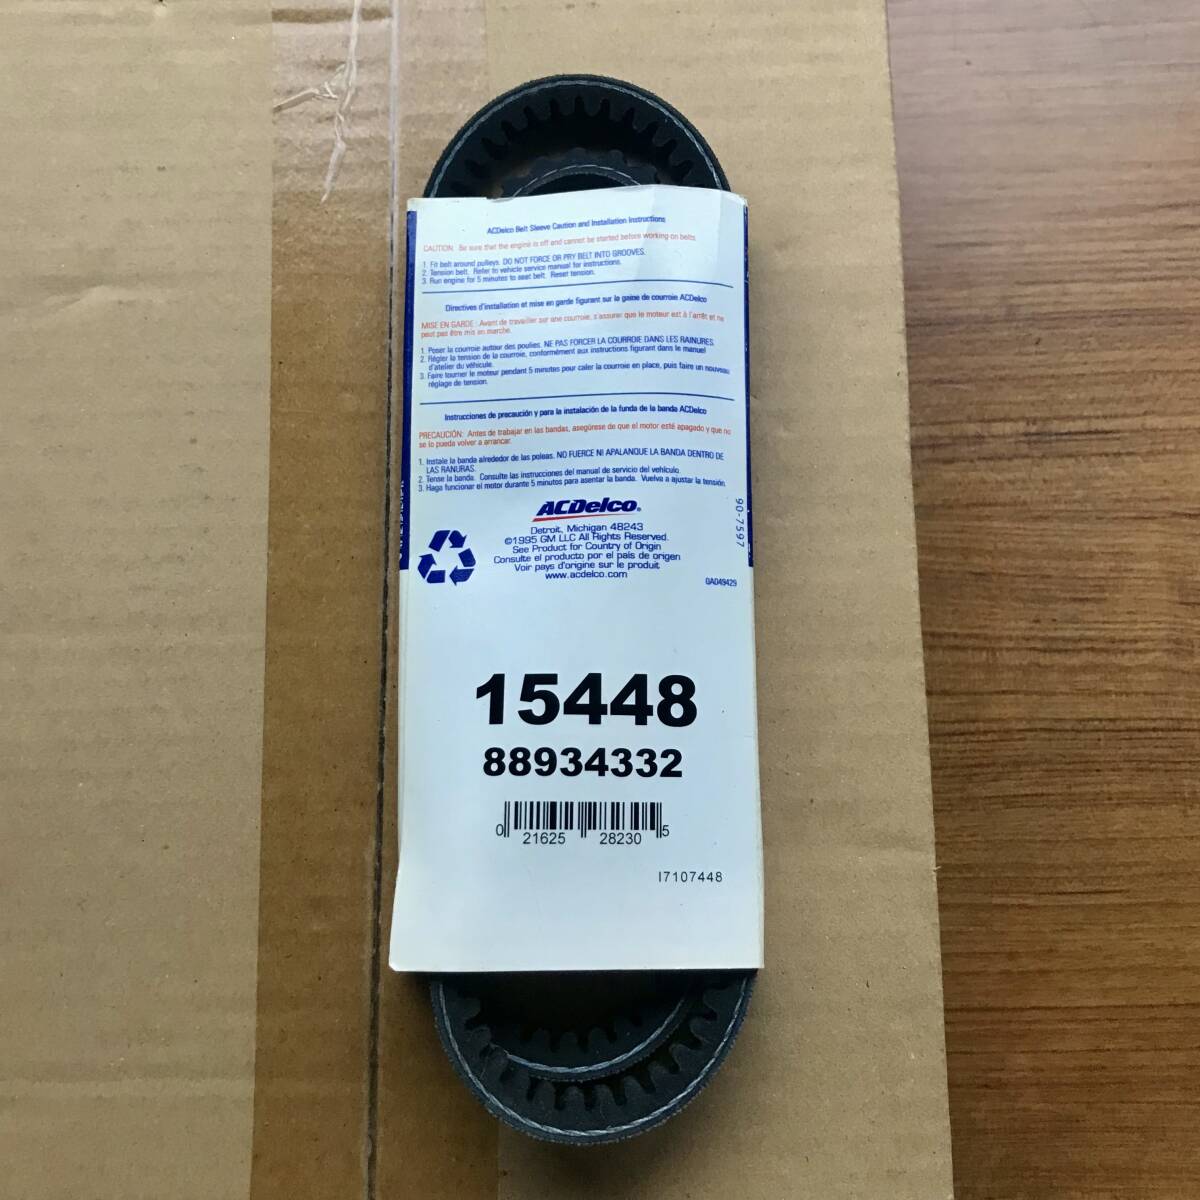 ACDelco Belt Sleeve Caution and Installation Instructions
CAUTION: Be sure that the engine is off and cannot be started before working on belts.
1. Fit belt around pulleys. DO NOT FORCE OR PRY BELT INTO GROOVES.
2. Tension belt. Refer to vehicle service manual for instructions.
3. Run engine for 5 minutes to seat belt. Reset tension.
Directives d'installation et mise en garde figurant sur la gaine de courroie ACDelco
MISE EN GARDE : Avant de travailler sur une courroie, s'assurer que le moteur est à l'arrêt et ne
peut pas être mis en marche.
1. Poser la courroie autour des poulies. NE PAS FORCER LA COURROIE DANS LES RAINURES.
2. Régler la tension de la courroie, conformément aux instructions figurant dans le manuel
d'atelier du véhicule.
3. Faire tourner le moteur pendant 5 minutes pour caler la courroie en place, puis faire un nouveau
réglage de tension.
Instrucciones de precaución y para la instalación de la funda de la banda ACDelco
PRECAUCIÓN: Antes de trabajar en las bandas, asegúrese de que el motor esté apagado y que no
se lo pueda volver a arrancar.
1. Instale la banda alrededor de las poleas. NO FUERCE NI APALANQUE LA BANDA DENTRO DE
LAS RANURAS.
2. Tense la banda. Consulte las instrucciones del manual de servicio del vehículo.
3. Haga funcionar el motor durante 5 minutos para asentar la banda. Vuelva a ajustar la tensión.
ACDelco®
Detroit, Michigan 48243
©1995 GM LLC All Rights Reserved.
See Product for Country of Origin
Consulte el producto por el país de origen
Voir pays d'origine sur le produit
www.acdelco.com
90-7597
0A049429
15448
88934332
0 21625 28230 5
I7107448